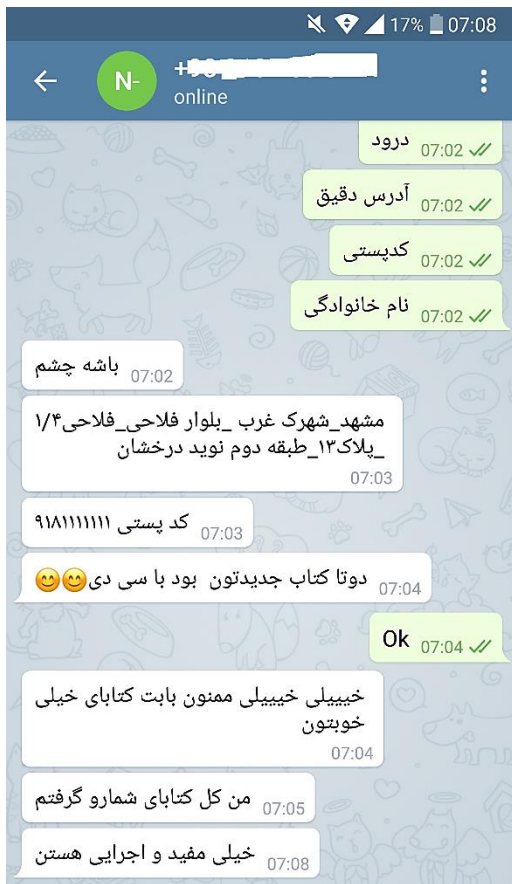 17% 07:08
N-
online
درود 07:02
آدرس دقیق 07:02
کدپستی 07:02
نام خانوادگی 07:02
باشه چشم 07:02
مشهد_شهرک غرب _بلوار فلاحی_فلاحی۱/۴
_پلاک۱۳_طبقه دوم نوید درخشان
07:03
کد پستی ۹۱۸۱۱۱۱۱۱۱ 07:03
دوتا کتاب جدیدتون بود با سی دی😊😊 07:04
Ok 07:04
خیییلی خیییلی ممنون بابت کتابای خیلی
خوبتون
07:04
من کل کتابای شمارو گرفتم 07:05
خیلی مفید و اجرایی هستن 07:08